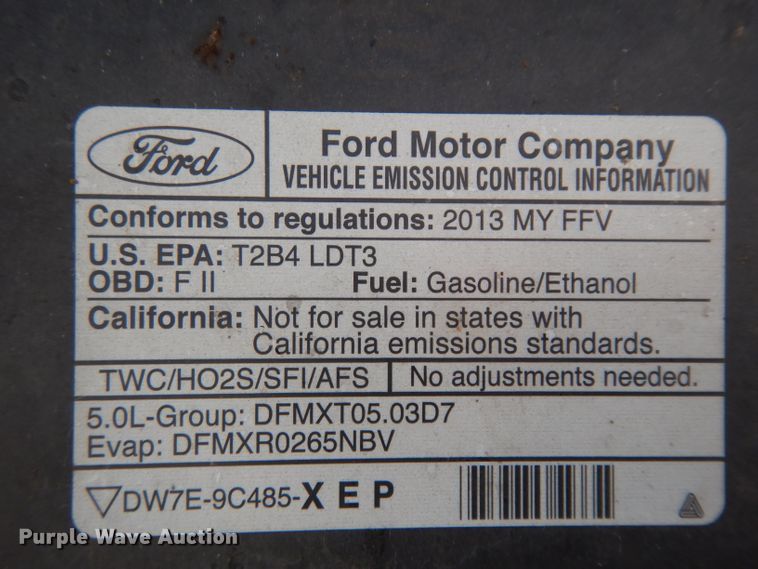 Ford
Ford Motor Company
VEHICLE EMISSION CONTROL INFORMATION
Conforms to regulations: 2013 MY FFV
U.S. EPA: T2B4 LDT3
OBD: F II Fuel: Gasoline/Ethanol
California: Not for sale in states with
California emissions standards.
TWC/HO2S/SFI/AFS No adjustments needed.
5.0L-Group: DFMXT05.03D7
Evap: DFMXR0265NBV
DW7E-9C485-XEP
Purple Wave Auction